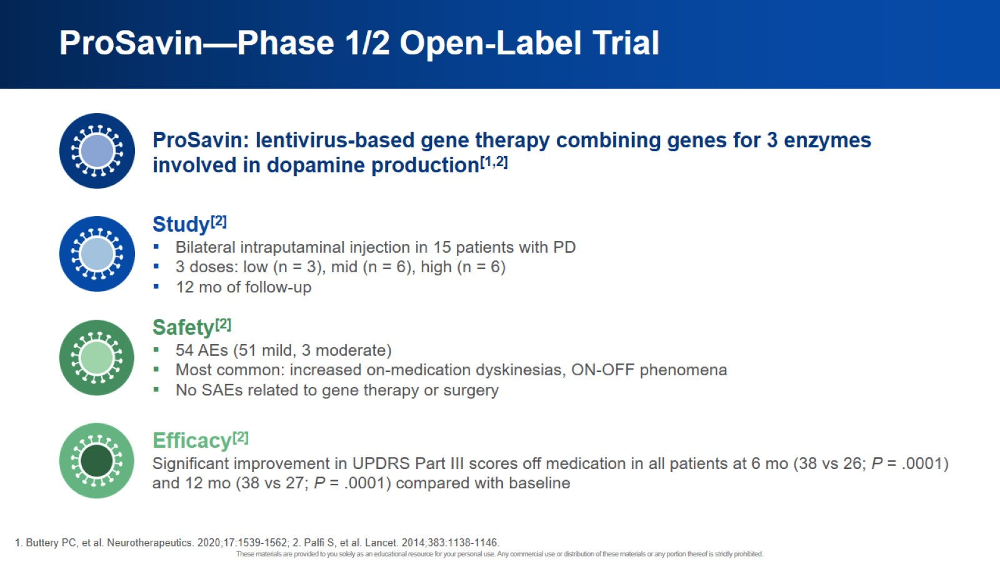 ProSavin—Phase 1/2 Open-Label Trial
ProSavin: lentivirus-based gene therapy combining genes for 3 enzymes
involved in dopamine production[1,2]
Study[2]
▪ Bilateral intraputaminal injection in 15 patients with PD
▪ 3 doses: low (n = 3), mid (n = 6), high (n = 6)
▪ 12 mo of follow-up
Safety[2]
▪ 54 AEs (51 mild, 3 moderate)
▪ Most common: increased on-medication dyskinesias, ON-OFF phenomena
▪ No SAEs related to gene therapy or surgery
Efficacy[2]
Significant improvement in UPDRS Part III scores off medication in all patients at 6 mo (38 vs 26; P = .0001)
and 12 mo (38 vs 27; P = .0001) compared with baseline
1. Buttery PC, et al. Neurotherapeutics. 2020;17:1539-1562; 2. Palfi S, et al. Lancet. 2014;383:1138-1146.
These materials are provided to you solely as an educational resource for your personal use. Any commercial use or distribution of these materials or any portion thereof is strictly prohibited.